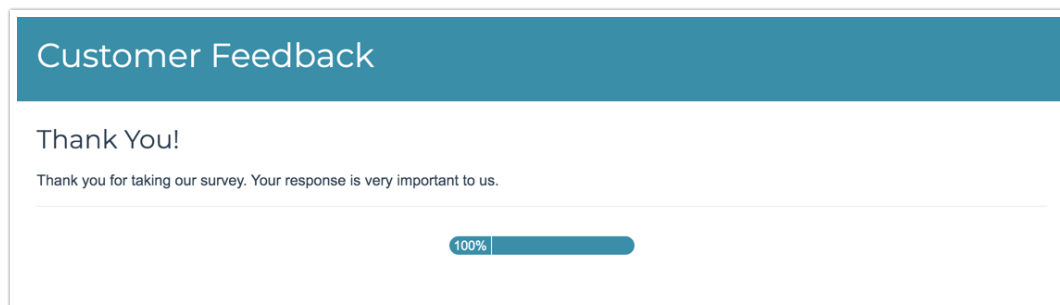 Customer Feedback
Thank You!
Thank you for taking our survey. Your response is very important to us.
100%